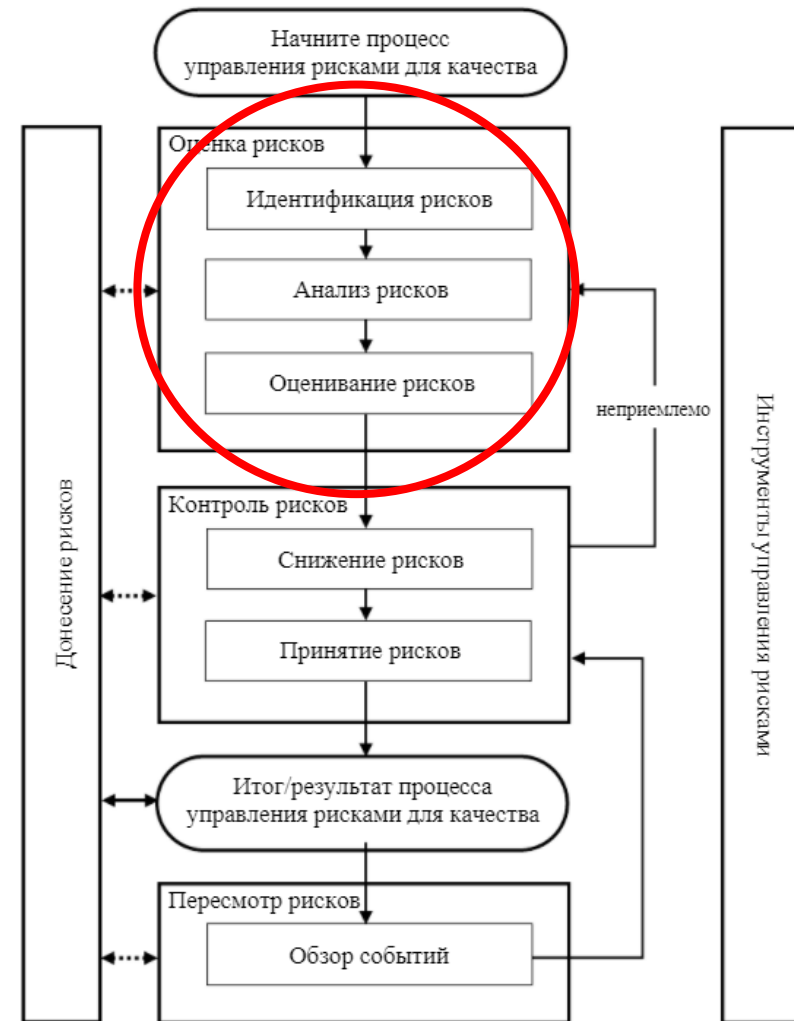 Начните процесс
управления рисками для качества
Оценка рисков
Идентификация рисков
Анализ рисков
Оценивание рисков
неприемлемо
Контроль рисков
Снижение рисков
Принятие рисков
Итог/результат процесса
управления рисками для качества
Пересмотр рисков
Обзор событий
Донесение рисков
Инструменты управления рисками